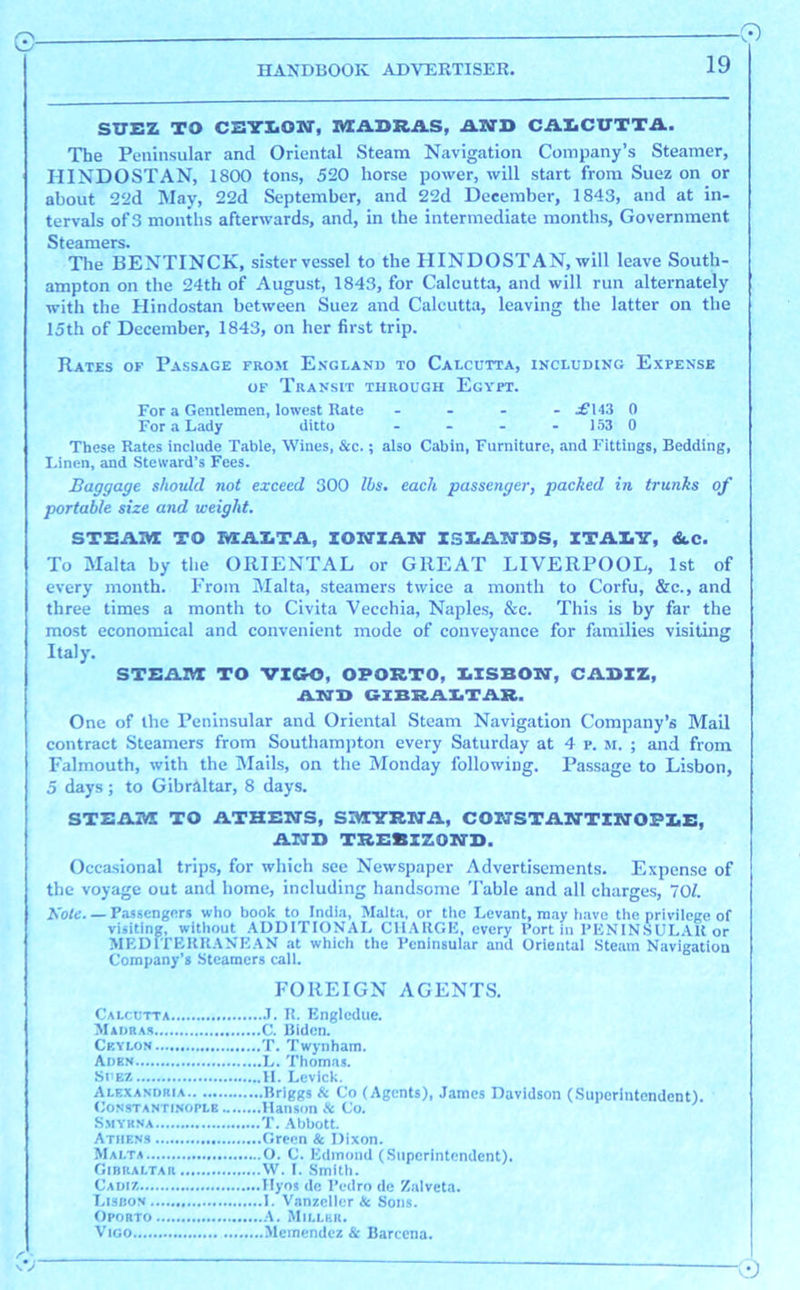 HANDBOOK ADVERTISER. 19
SUEZ TO CEYLON, MADRAS, AND CALCUTTA.
The Peninsular and Oriental Steam Navigation Company's Steamer,
HINDOSTAN, 1800 tons, 520 horse power, will start from Suez on or
about 22d May, 22d September, and 22d December, 1843, and at in-
tervals of 3 months afterwards, and, in the intermediate months, Government
Steamers.
The BENTINCK, sister vessel to the HINDOSTAN, will leave South-
ampton on the 24th of August, 1843, for Calcutta, and will run alternately
with the Hindostan between Suez and Calcutta, leaving the latter on the
15th of December, 1843, on her first trip.
RATES OF PASSAGE FROM ENGLAND TO CALCUTTA, INCLUDING EXPENSE
OF TRANSIT THROUGH EGYPT.
For a Gentlemen, lowest Rate - - - - £143 0
For a Lady ditto - - - - 153 0
These Rates include Table, Wines, &c.; also Cabin, Furniture, and Fittings, Bedding,
Linen, and Steward's Fees.
Baggage should not exceed 300 lbs. each passenger, packed in trunks of
portable size and weight.
STEAM TO MALTA, IONIAN ISLANDS, ITALY, &c.
To Malta by the ORIENTAL or GREAT LIVERPOOL, 1st of
every month. From Malta, steamers twice a month to Corfu, &c., and
three times a month to Civita Vecchia, Naples, &c. This is by far the
most economical and convenient mode of conveyance for families visiting
Italy.
STEAM TO VIGO, OPORTO, LISBON, CADIZ,
AND GIBRALTAR.
One of the Peninsular and Oriental Steam Navigation Company's Mail
contract Steamers from Southampton every Saturday at 4 P. M. ; and from
Falmouth, with the Mails, on the Monday following. Passage to Lisbon,
5 days; to Gibràltar, 8 days.
STEAM TO ATHENS, SMYRNA, CONSTANTINOPLE,
AND TREBIZOND.
Occasional trips, for which see Newspaper Advertisements. Expense of
the voyage out and home, including handsome Table and all charges, 70l.
Note. — Passengers who book to India, Malta, or the Levant, may have the privilege of
visiting, without ADDITIONAL CHARGE, every Port in PENINSULAR or
MEDITERRANEAN at which the Peninsular and Oriental Steam Navigation
Company's Steamers call.
FOREIGN AGENTS.
CALCUTTA...................J. R. Engledue.
MADRAS......................C. Biden.
CEYLON......................T. Twynham.
ADEN..........................L. Thomas.
SUEZ..........................H. Levick.
ALEXANDRIA...............Briggs & Co (Agents), James Davidson (Superintendent).
CONSTANTINOPLE........Hanson & Co.
SMYRNA......................T. Abbott.
ATHENS......................Green & Dixon.
MALTA........................O. C. Edmond (Superintendent).
GIBRALTAR.................W. I. Smith.
CADIZ.........................Hyos de Pedro de Zalveta.
LISBON.......................I. Vanzeller & Sons.
OPORTO......................A. MILLER.
VIGO..........................Memendez & Barcena.